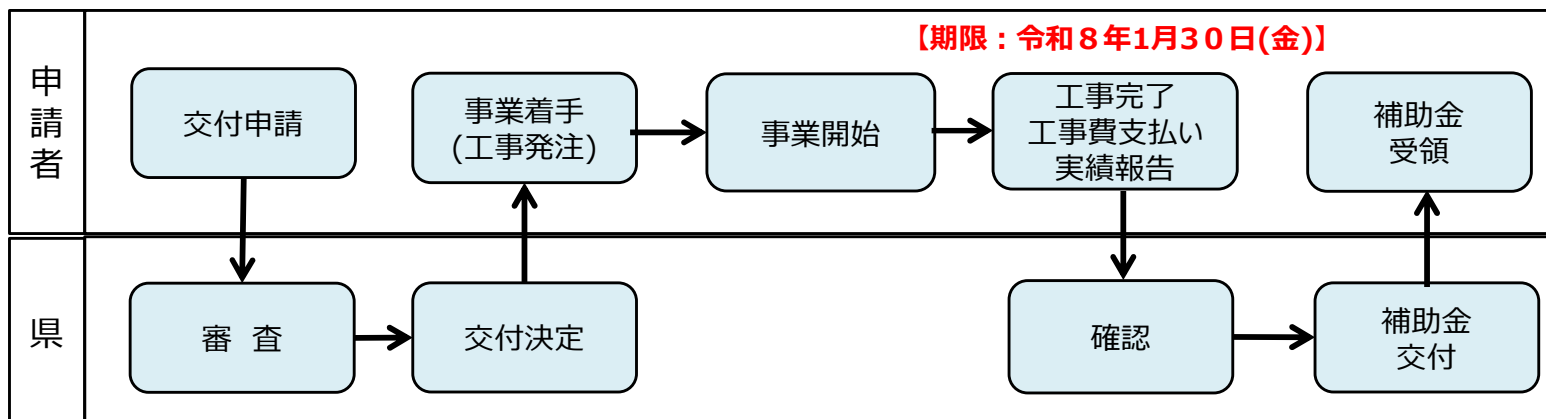 【期限：令和８年1月3０日(金)】
申請者
交付申請
事業着手
(工事発注)
事業開始
工事完了
工事費支払い
実績報告
補助金
受領
県
審 査
交付決定
確認
補助金
交付